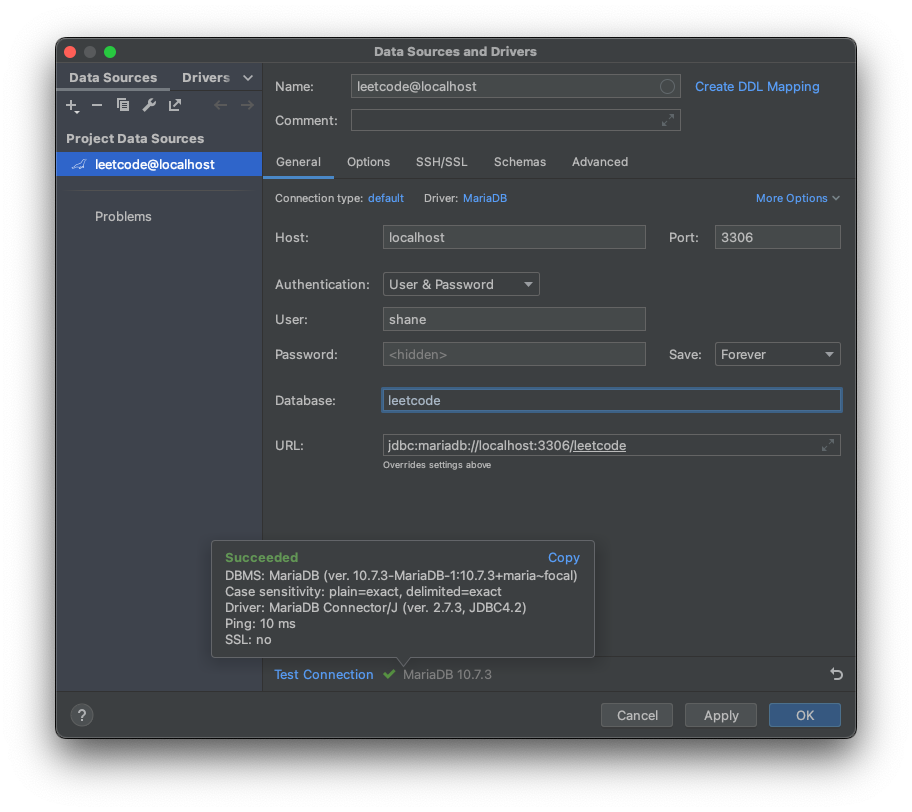 Data Sources and Drivers
Data Sources Drivers
Project Data Sources
leetcode@localhost
Problems
Name: leetcode@localhost Create DDL Mapping
Comment:
General Options SSH/SSL Schemas Advanced
Connection type: default Driver: MariaDB More Options
Host: localhost Port: 3306
Authentication: User & Password
User: shane
Password: <hidden> Save: Forever
Database: leetcode
URL: jdbc:mariadb://localhost:3306/leetcode
Overrides settings above
Succeeded Copy
DBMS: MariaDB (ver. 10.7.3-MariaDB-1:10.7.3+maria~focal)
Case sensitivity: plain=exact, delimited=exact
Driver: MariaDB Connector/J (ver. 2.7.3, JDBC4.2)
Ping: 10 ms
SSL: no
Test Connection MariaDB 10.7.3
? Cancel Apply OK